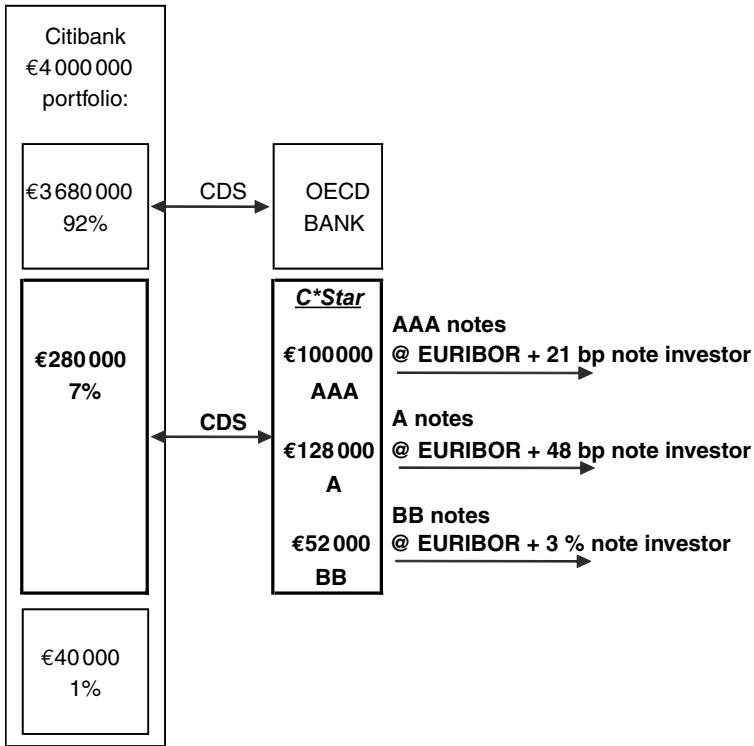 Citibank
€4 000 000
portfolio:
€3 680 000
92%
CDS
OECD
BANK
€280 000
7%
CDS
C*Star
€100 000
AAA
€128 000
A
€52 000
BB
AAA notes
@ EURIBOR + 21 bp note investor
A notes
@ EURIBOR + 48 bp note investor
BB notes
@ EURIBOR + 3 % note investor
€40 000
1%